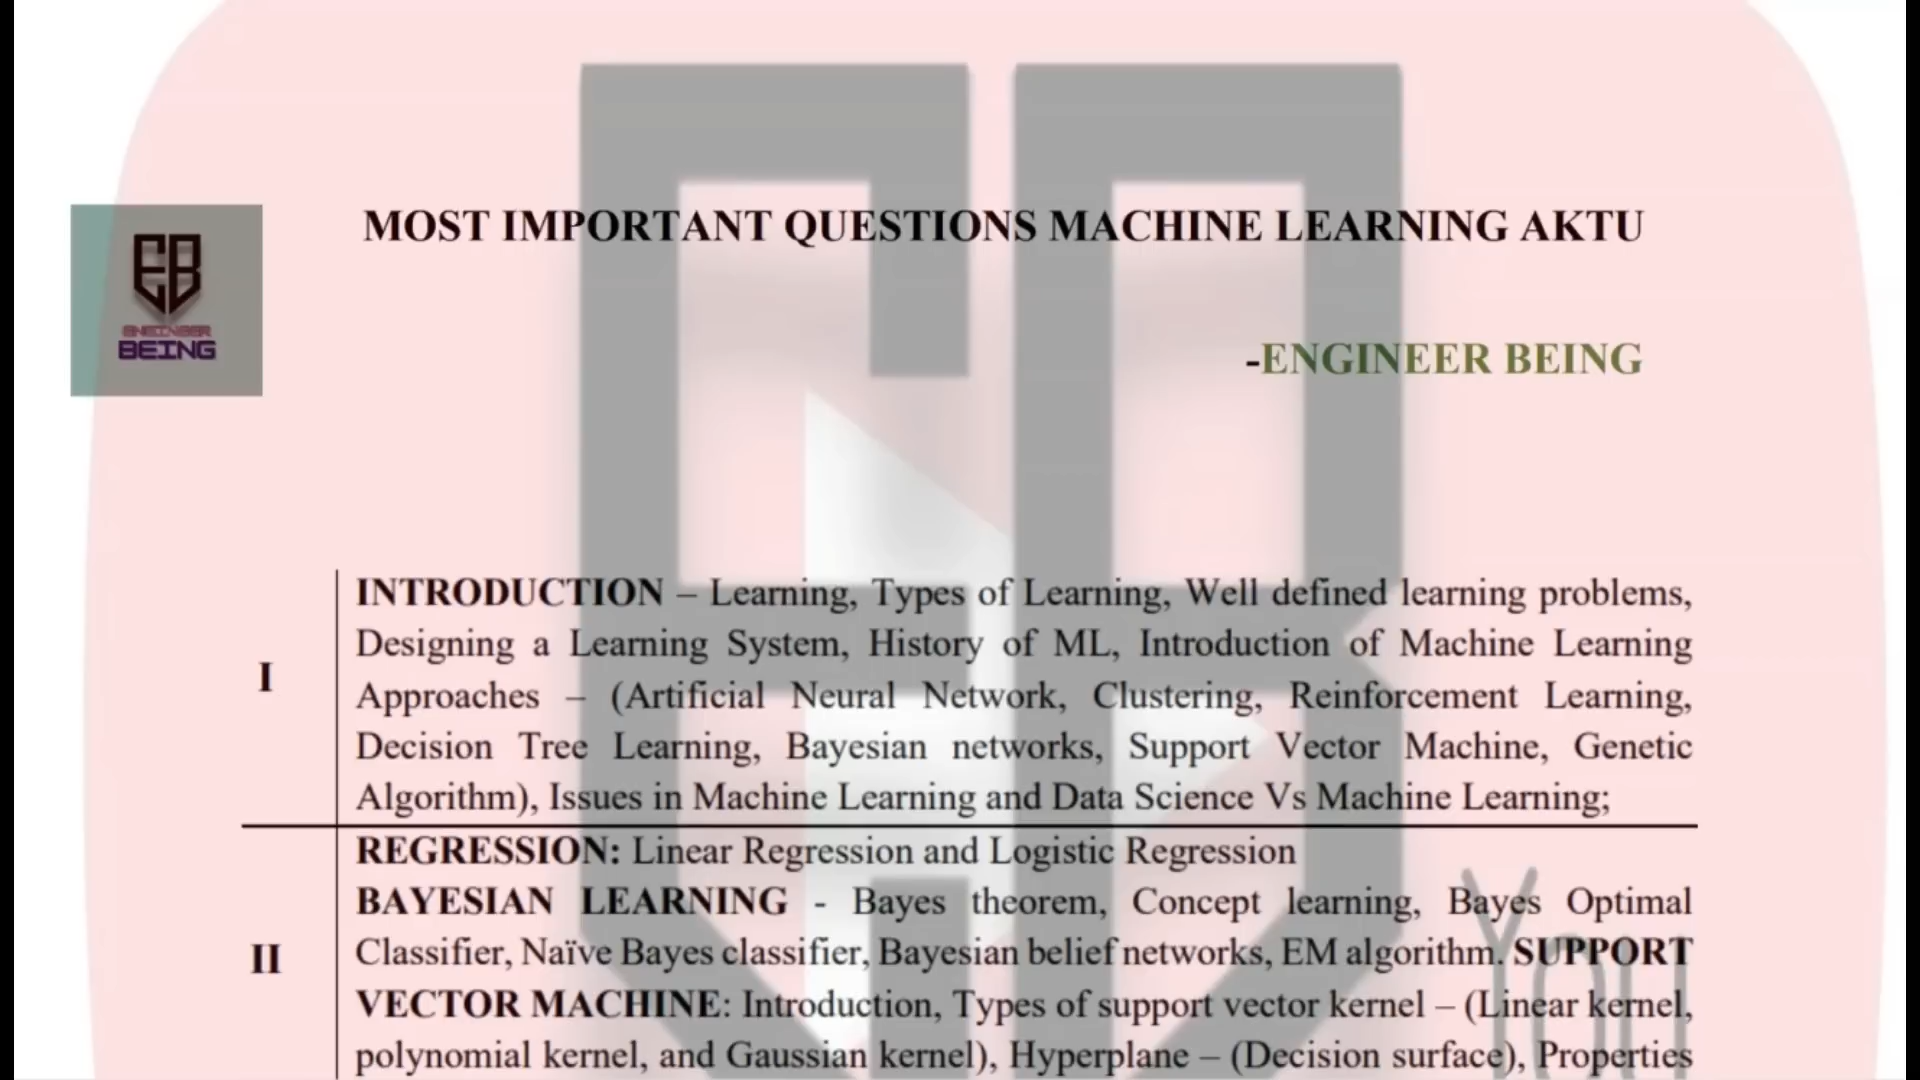 MOST IMPORTANT QUESTIONS MACHINE LEARNING AKTU
ENGINEER
BEING
-ENGINEER BEING
I
INTRODUCTION – Learning, Types of Learning, Well defined learning problems,
Designing a Learning System, History of ML, Introduction of Machine Learning
Approaches – (Artificial Neural Network, Clustering, Reinforcement Learning,
Decision Tree Learning, Bayesian networks, Support Vector Machine, Genetic
Algorithm), Issues in Machine Learning and Data Science Vs Machine Learning;
II
REGRESSION: Linear Regression and Logistic Regression
BAYESIAN LEARNING - Bayes theorem, Concept learning, Bayes Optimal
Classifier, Naïve Bayes classifier, Bayesian belief networks, EM algorithm. SUPPORT
VECTOR MACHINE: Introduction, Types of support vector kernel – (Linear kernel,
polynomial kernel, and Gaussian kernel), Hyperplane – (Decision surface), Properties
You